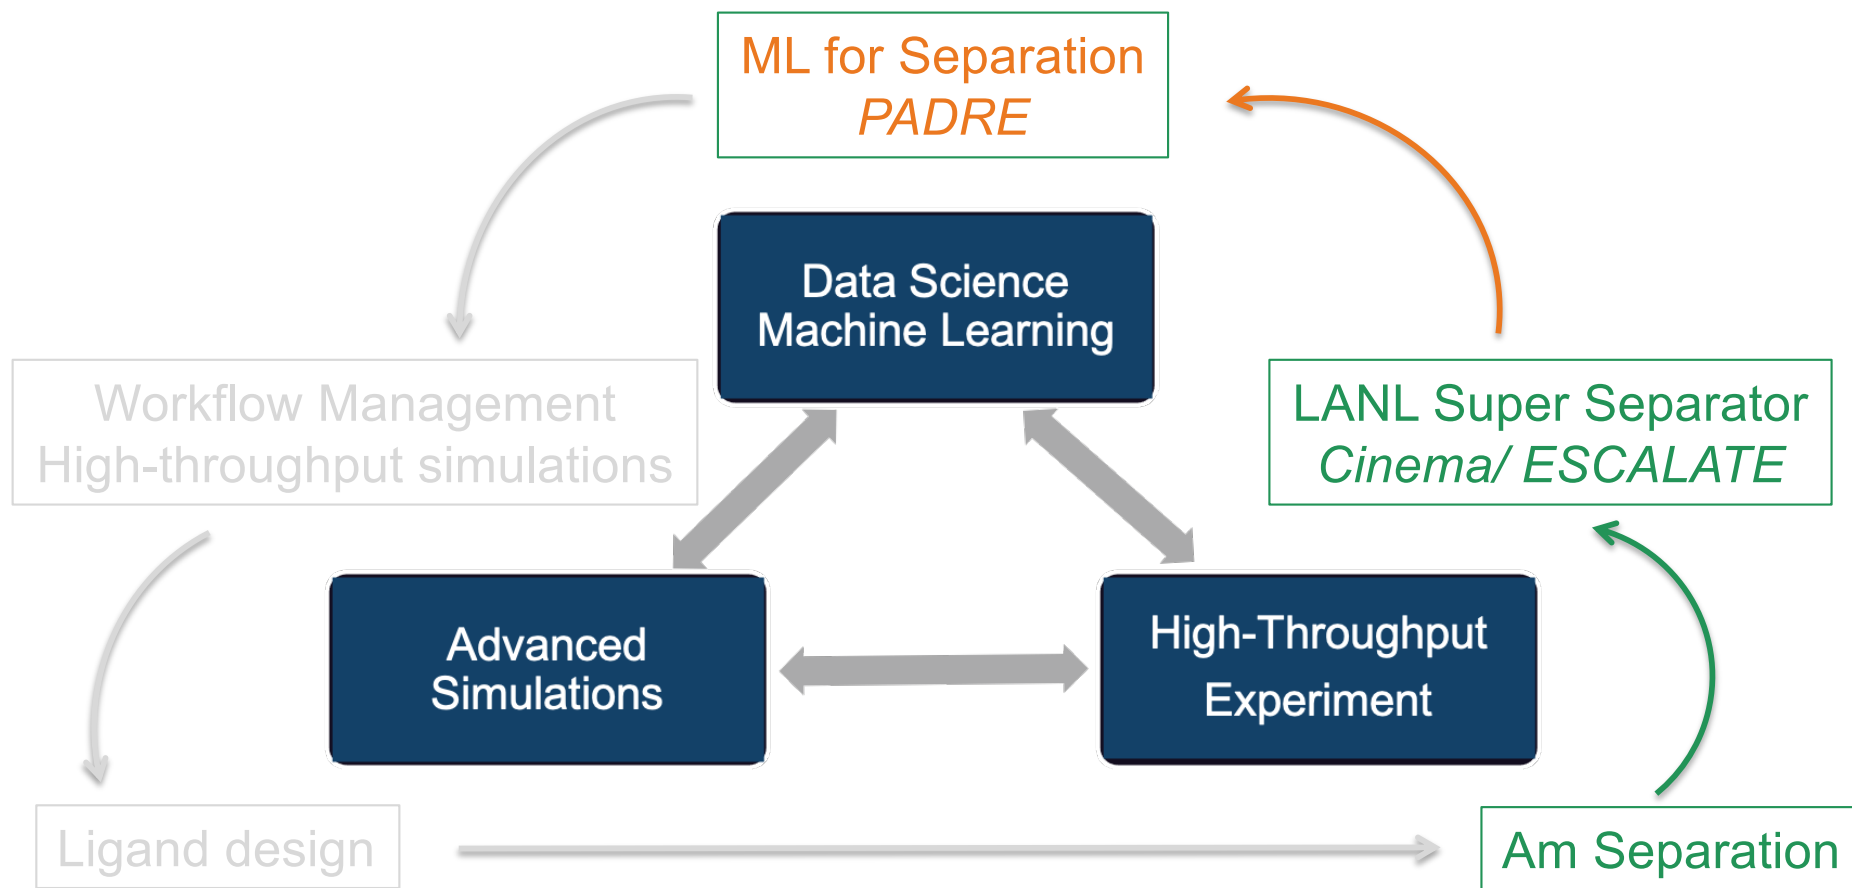 ML for Separation
PADRE
Data Science
Machine Learning
Workflow Management
High-throughput simulations
LANL Super Separator
Cinema/ ESCALATE
Advanced
Simulations
High-Throughput
Experiment
Ligand design
Am Separation